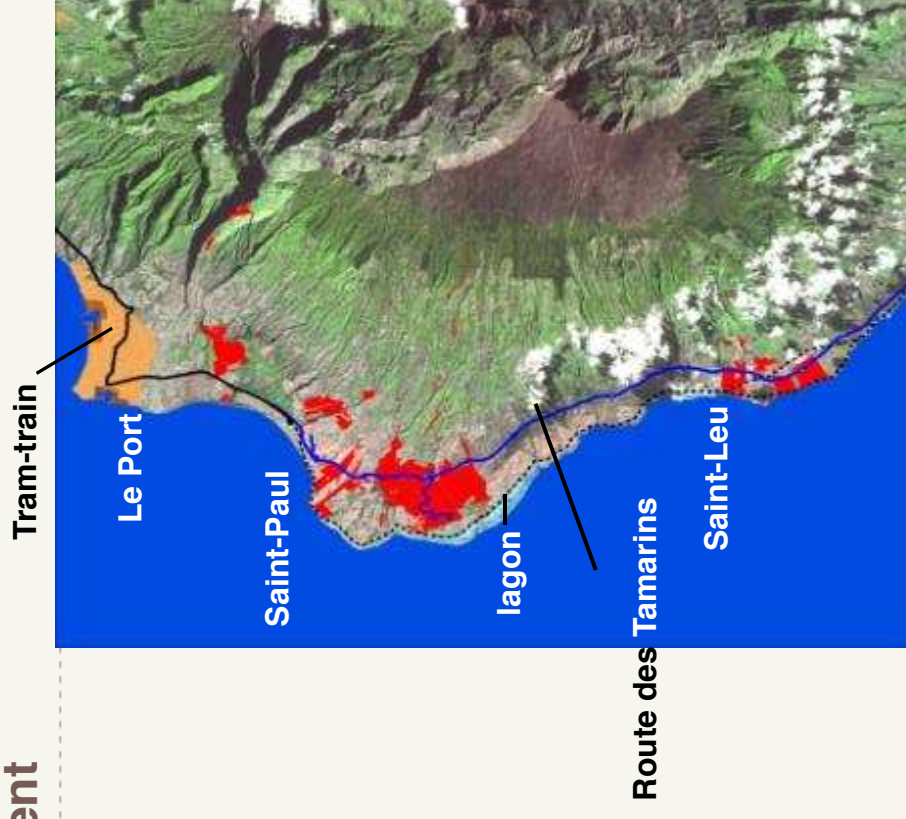 Tram-train
Le Port
Saint-Paul
lagon
Route des Tamarins
Saint-Leu
ent